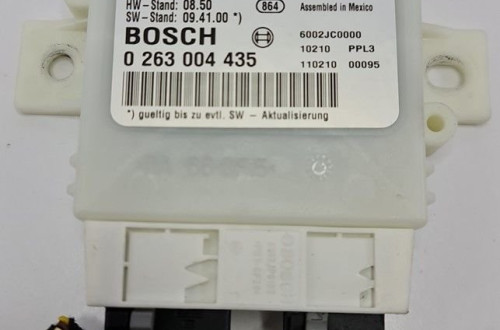 HW-Stand: 08.50
SW-Stand: 09.41.00 *)
864
Assembled in Mexico
BOSCH
6002JC0000
0 263 004 435
10210 PPL3
110210 00095
*) gueltig bis zu evtl. SW - Aktualisierung